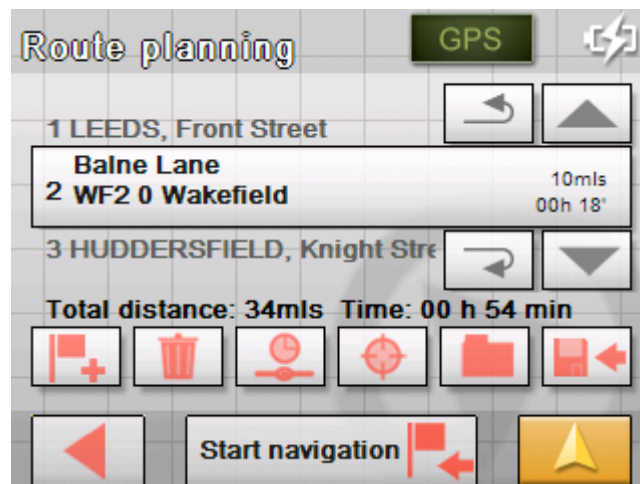 Route planning
GPS
1 LEEDS, Front Street
Balne Lane
2 WF2 0 Wakefield
10mls
00h 18'
3 HUDDERSFIELD, Knight Stre
Total distance: 34mls Time: 00 h 54 min
Start navigation